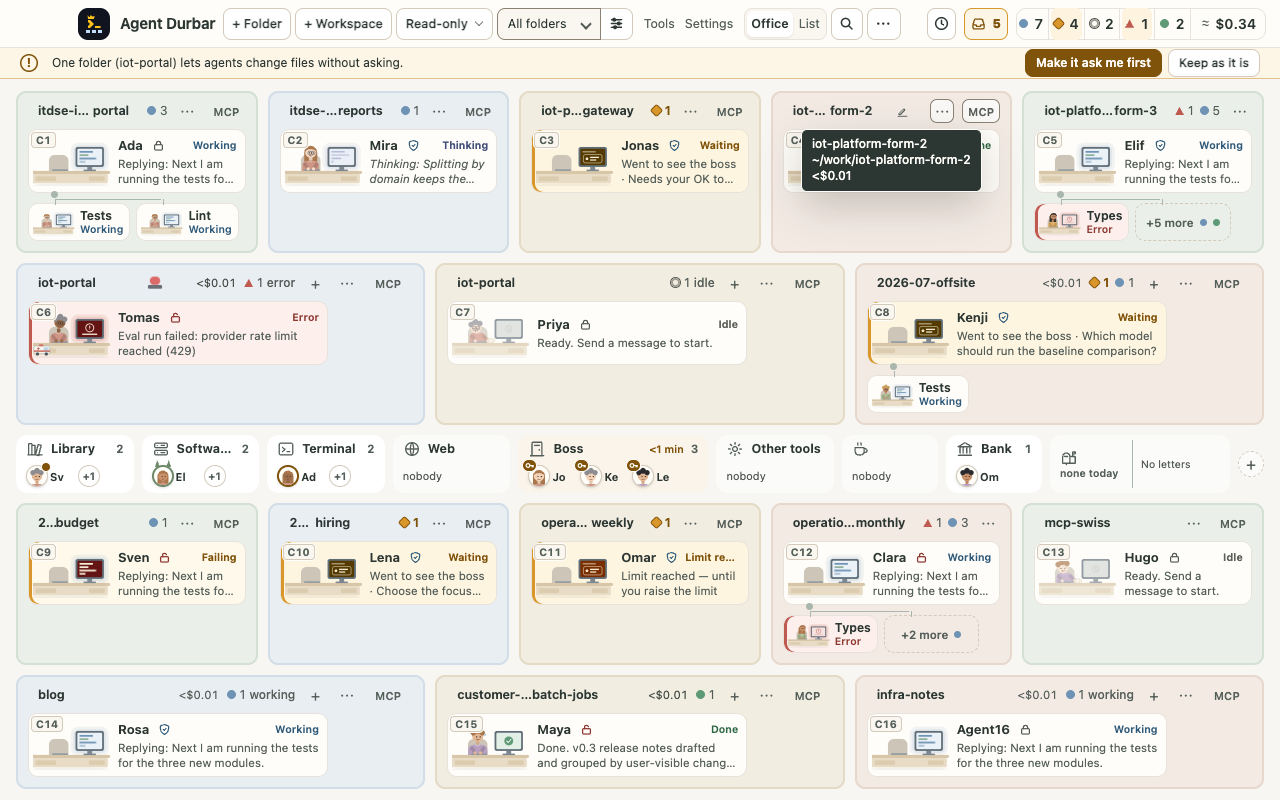 Agent Durbar + Folder + Workspace Read-only All folders Tools Settings Office List ··· 5 7 4 2 1 2 ≈ $0.34
One folder (iot-portal) lets agents change files without asking. Make it ask me first Keep as it is
itdse-i... portal 3 ··· MCP
C1 Ada Working
Replying: Next I am
running the tests fo...
Tests
Working
Lint
Working
itdse-...reports 1 ··· MCP
C2 Mira Thinking
Thinking: Splitting by
domain keeps the...
iot-p...gateway 1 ··· MCP
C3 Jonas Waiting
Went to see the boss
· Needs your OK to...
iot-... form-2 ··· MCP
iot-platform-form-2
~/work/iot-platform-form-2
<$0.01
iot-platfo...form-3 1 5 ···
C5 Elif Working
Replying: Next I am
running the tests fo...
Types
Error
+5 more
iot-portal <$0.01 1 error + ··· MCP
C6 Tomas Error
Eval run failed: provider rate limit
reached (429)
iot-portal 1 idle + ··· MCP
C7 Priya Idle
Ready. Send a message to start.
2026-07-offsite <$0.01 1 1 + ··· MCP
C8 Kenji Waiting
Went to see the boss · Which model
should run the baseline comparison?
Tests
Working
Library 2
Sv +1
Softwa... 2
El +1
Terminal 2
Ad +1
Web
nobody
Boss <1 min 3
Jo Ke Le
Other tools
nobody
nobody
Bank 1
Om
none today
No letters
+
2...budget 1 ··· MCP
C9 Sven Failing
Replying: Next I am
running the tests fo...
2... hiring 1 ··· MCP
C10 Lena Waiting
Went to see the boss
· Choose the focus...
opera... weekly 1 ··· MCP
C11 Omar Limit re...
Limit reached — until
you raise the limit
operatio...monthly 1 3 ···
C12 Clara Working
Replying: Next I am
running the tests fo...
Types
Error
+2 more
mcp-swiss ··· MCP
C13 Hugo Idle
Ready. Send a
message to start.
blog <$0.01 1 working + ··· MCP
C14 Rosa Working
Replying: Next I am running the tests
for the three new modules.
customer-...batch-jobs <$0.01 1 + ··· MCP
C15 Maya Done
Done. v0.3 release notes drafted
and grouped by user-visible chang...
infra-notes <$0.01 1 working + ··· MCP
C16 Agent16 Working
Replying: Next I am running the tests
for the three new modules.